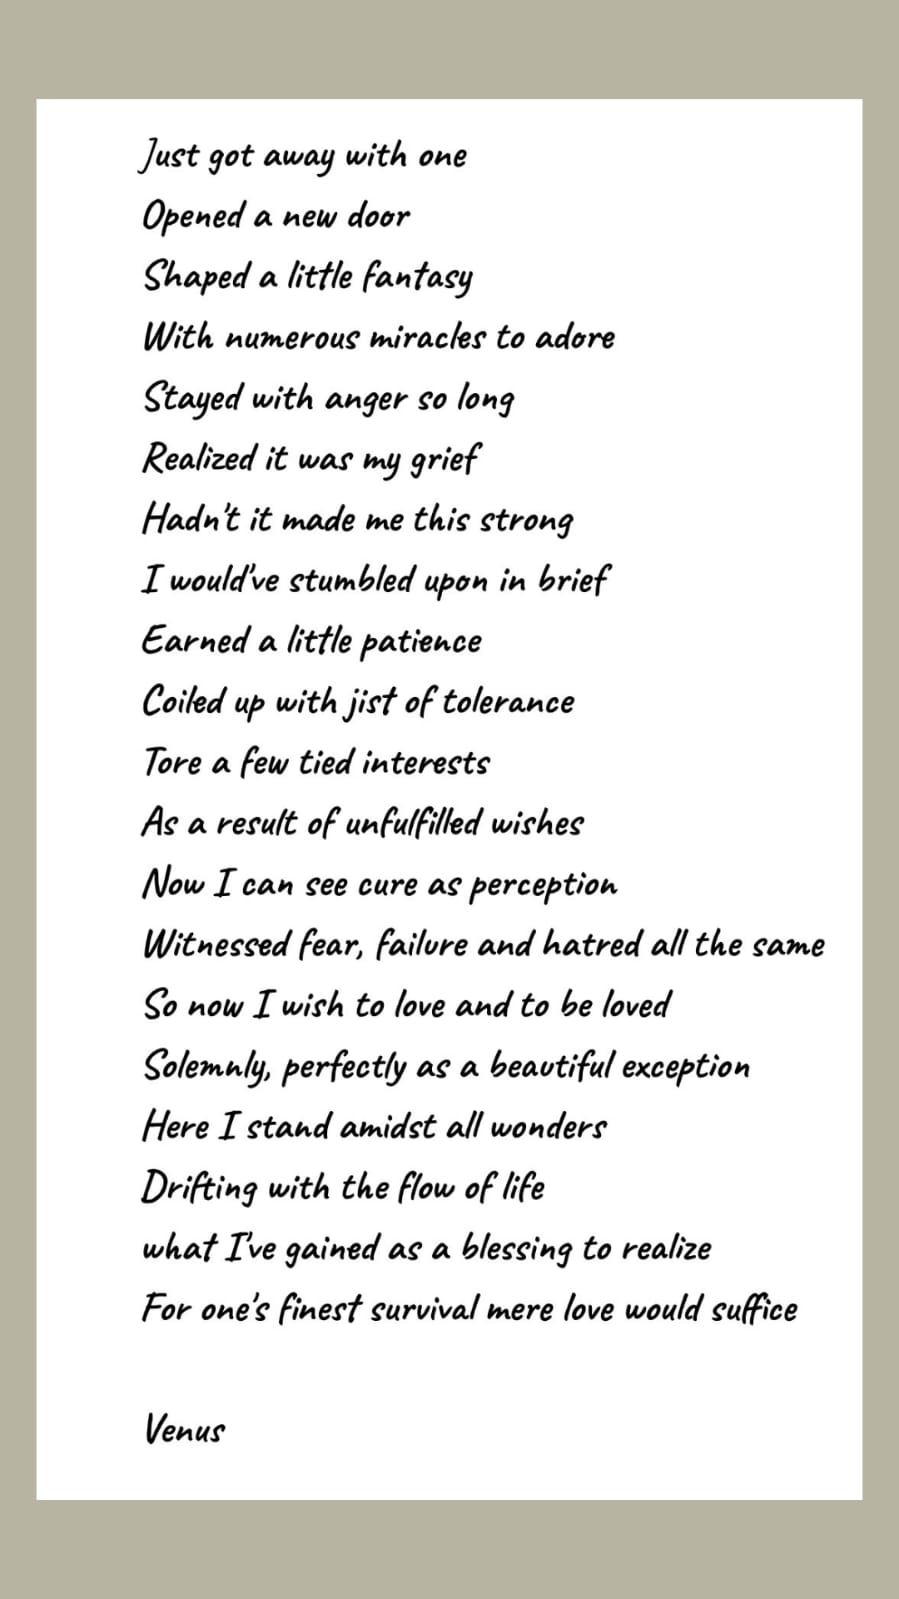 Just got away with one
Opened a new door
Shaped a little fantasy
With numerous miracles to adore
Stayed with anger so long
Realized it was my grief
Hadn't it made me this strong
I would've stumbled upon in brief
Earned a little patience
Coiled up with jist of tolerance
Tore a few tied interests
As a result of unfulfilled wishes
Now I can see cure as perception
Witnessed fear, failure and hatred all the same
So now I wish to love and to be loved
Solemnly, perfectly as a beautiful exception
Here I stand amidst all wonders
Drifting with the flow of life
what I've gained as a blessing to realize
For one's finest survival mere love would suffice
Venus